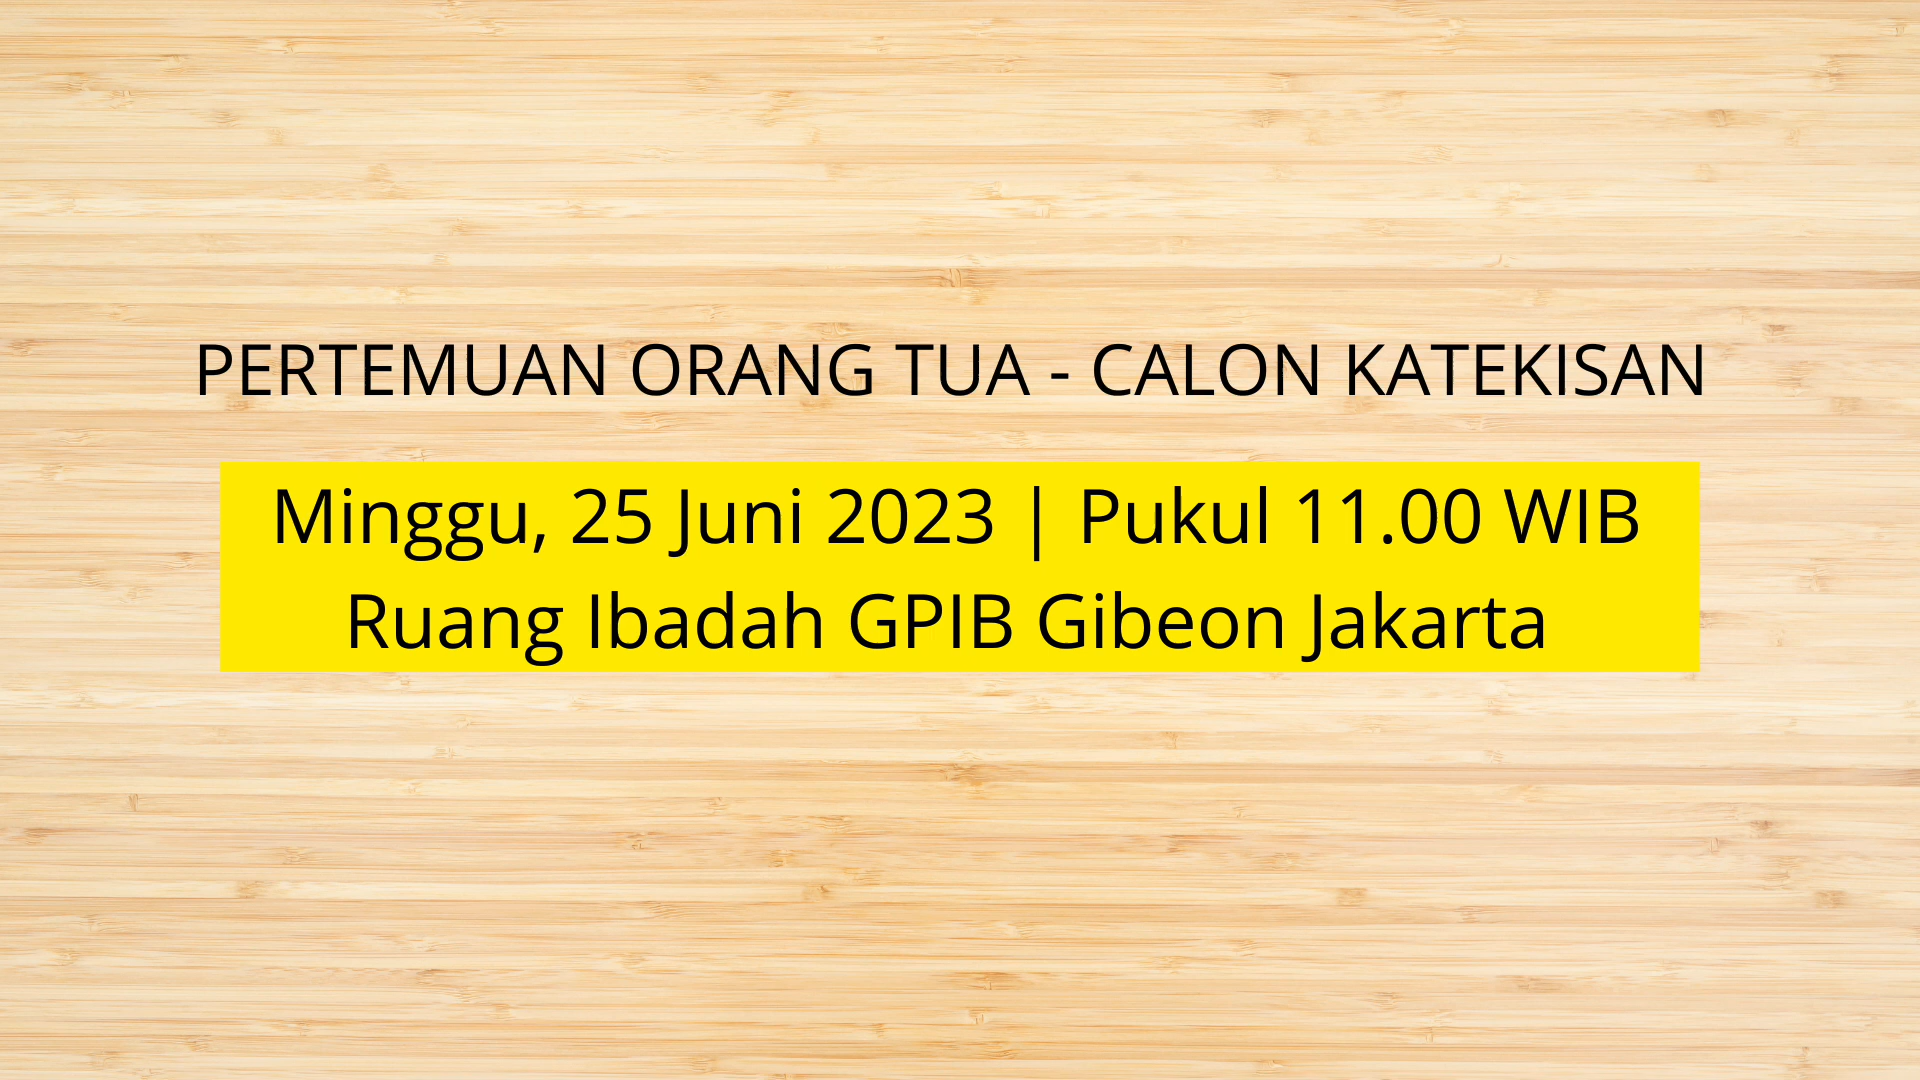 PERTEMUAN ORANG TUA - CALON KATEKISAN
Minggu, 25 Juni 2023 | Pukul 11.00 WIB
Ruang Ibadah GPIB Gibeon Jakarta